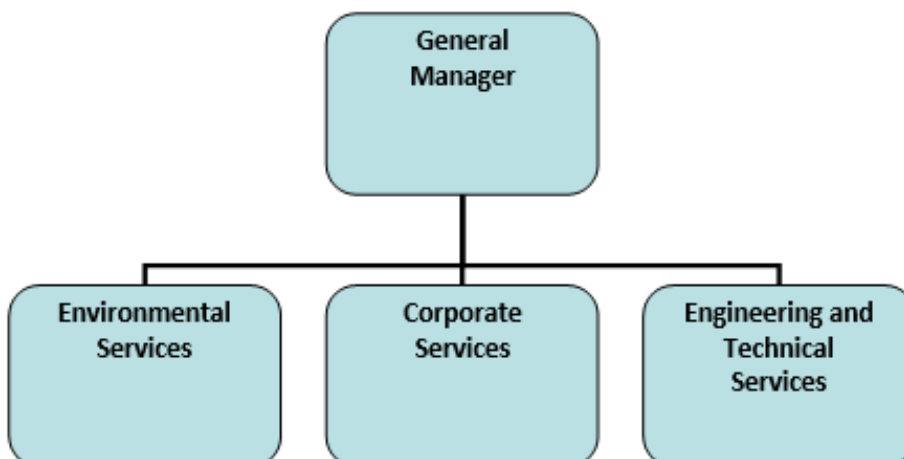 General
Manager
Environmental
Services
Corporate
Services
Engineering and
Technical
Services